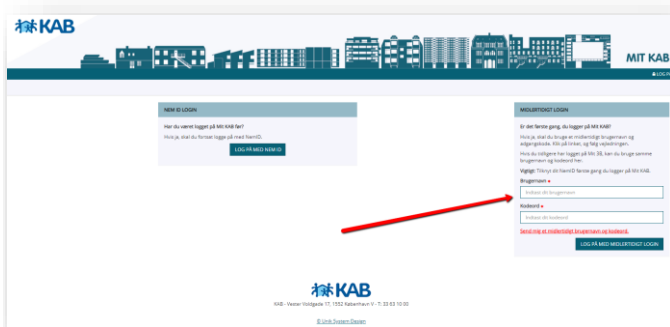 KAB
MIT KAB
LOG PÅ
NEM ID LOGIN
Har du været logget på Mit KAB før?
Hvis ja, skal du fortsat logge på med NemID.
LOG PÅ MED NEM ID
MIDLERTIDIGT LOGIN
Er det første gang, du logger på Mit KAB?
Hvis ja, skal du bruge et midlertidigt brugernavn og
adgangskode. Klik på linket, og følg vejledningen.
Hvis du tidligere har logget på Mit 3B, kan du bruge samme
brugernavn og kodeord her.
Vigtigt: Tilknyt dit NemID første gang du logger på Mit KAB.
Brugernavn
Indtast dit brugernavn
Kodeord
Indtast dit kodeord
Send mig et midlertidigt brugernavn og kodeord.
LOG PÅ MED MIDLERTIDIGT LOGIN
KAB
KAB - Vester Voldgade 17, 1552 København V - T: 33 63 10 00
© Unik System Design